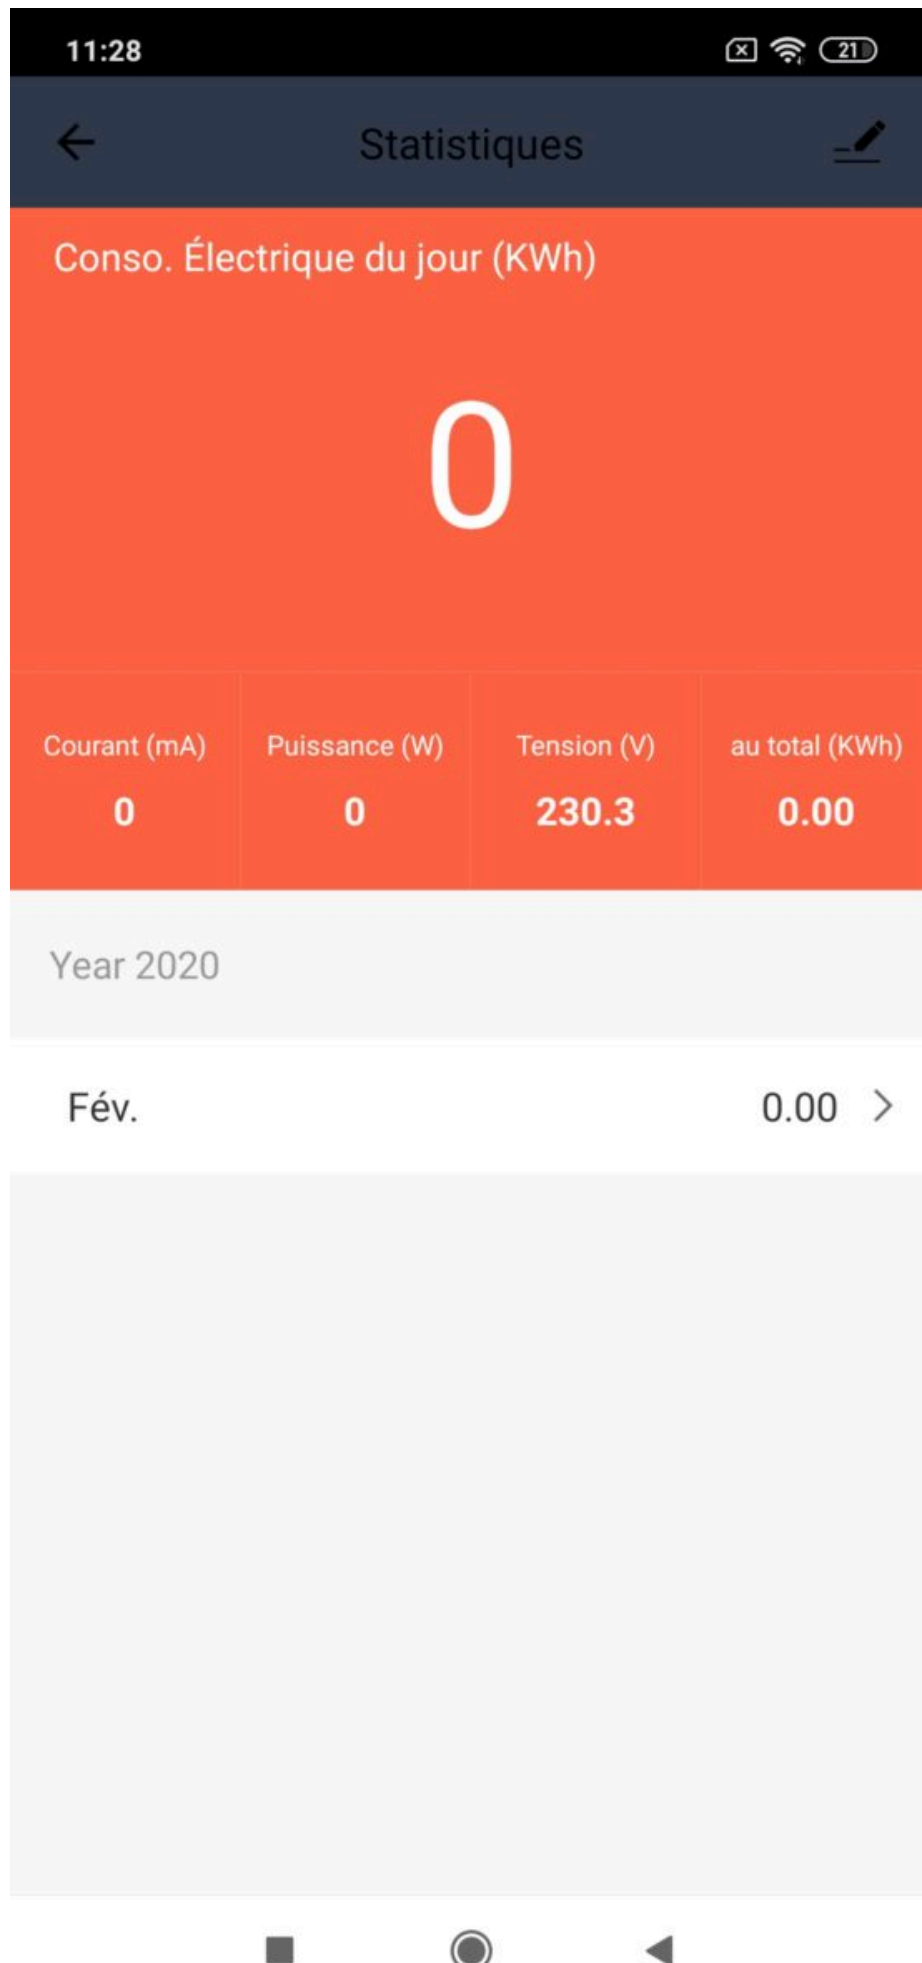 11:28
21
Statistiques
Conso. Électrique du jour (KWh)
0
Courant (mA) Puissance (W) Tension (V) au total (KWh)
0 0 230.3 0.00
Year 2020
Fév. 0.00